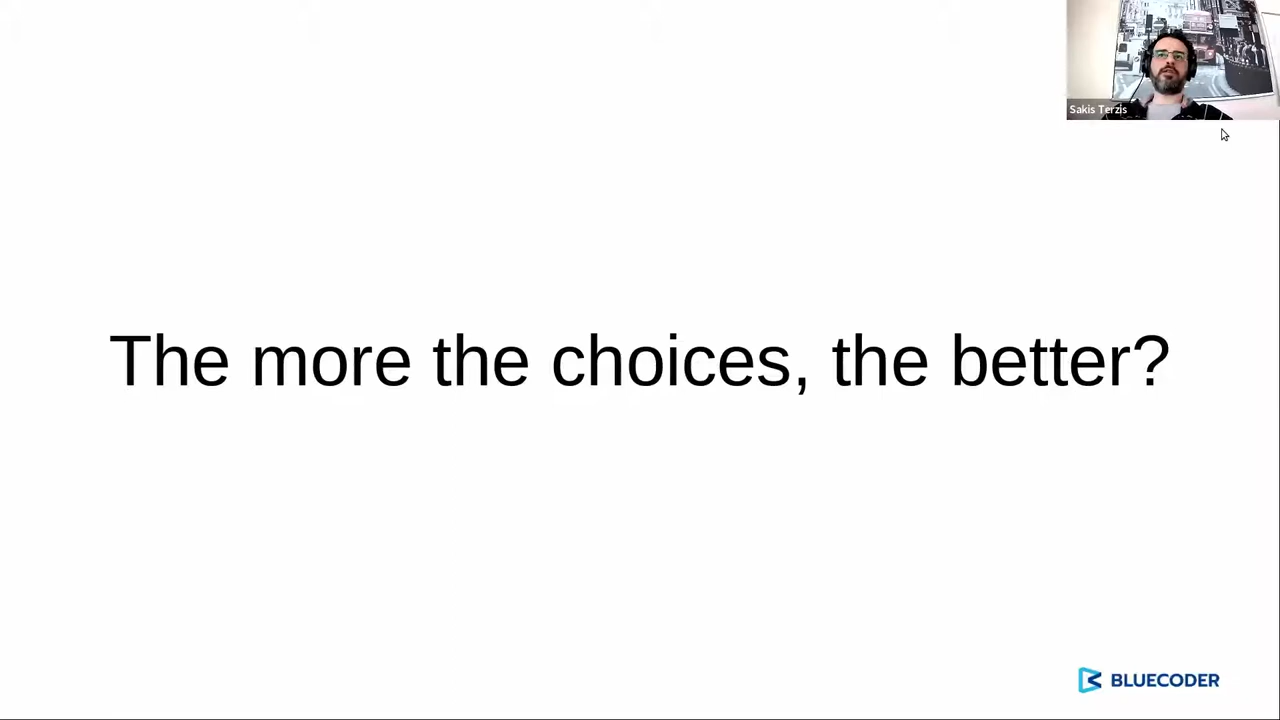 Sakis Terzis
The more the choices, the better?
BLUECODER